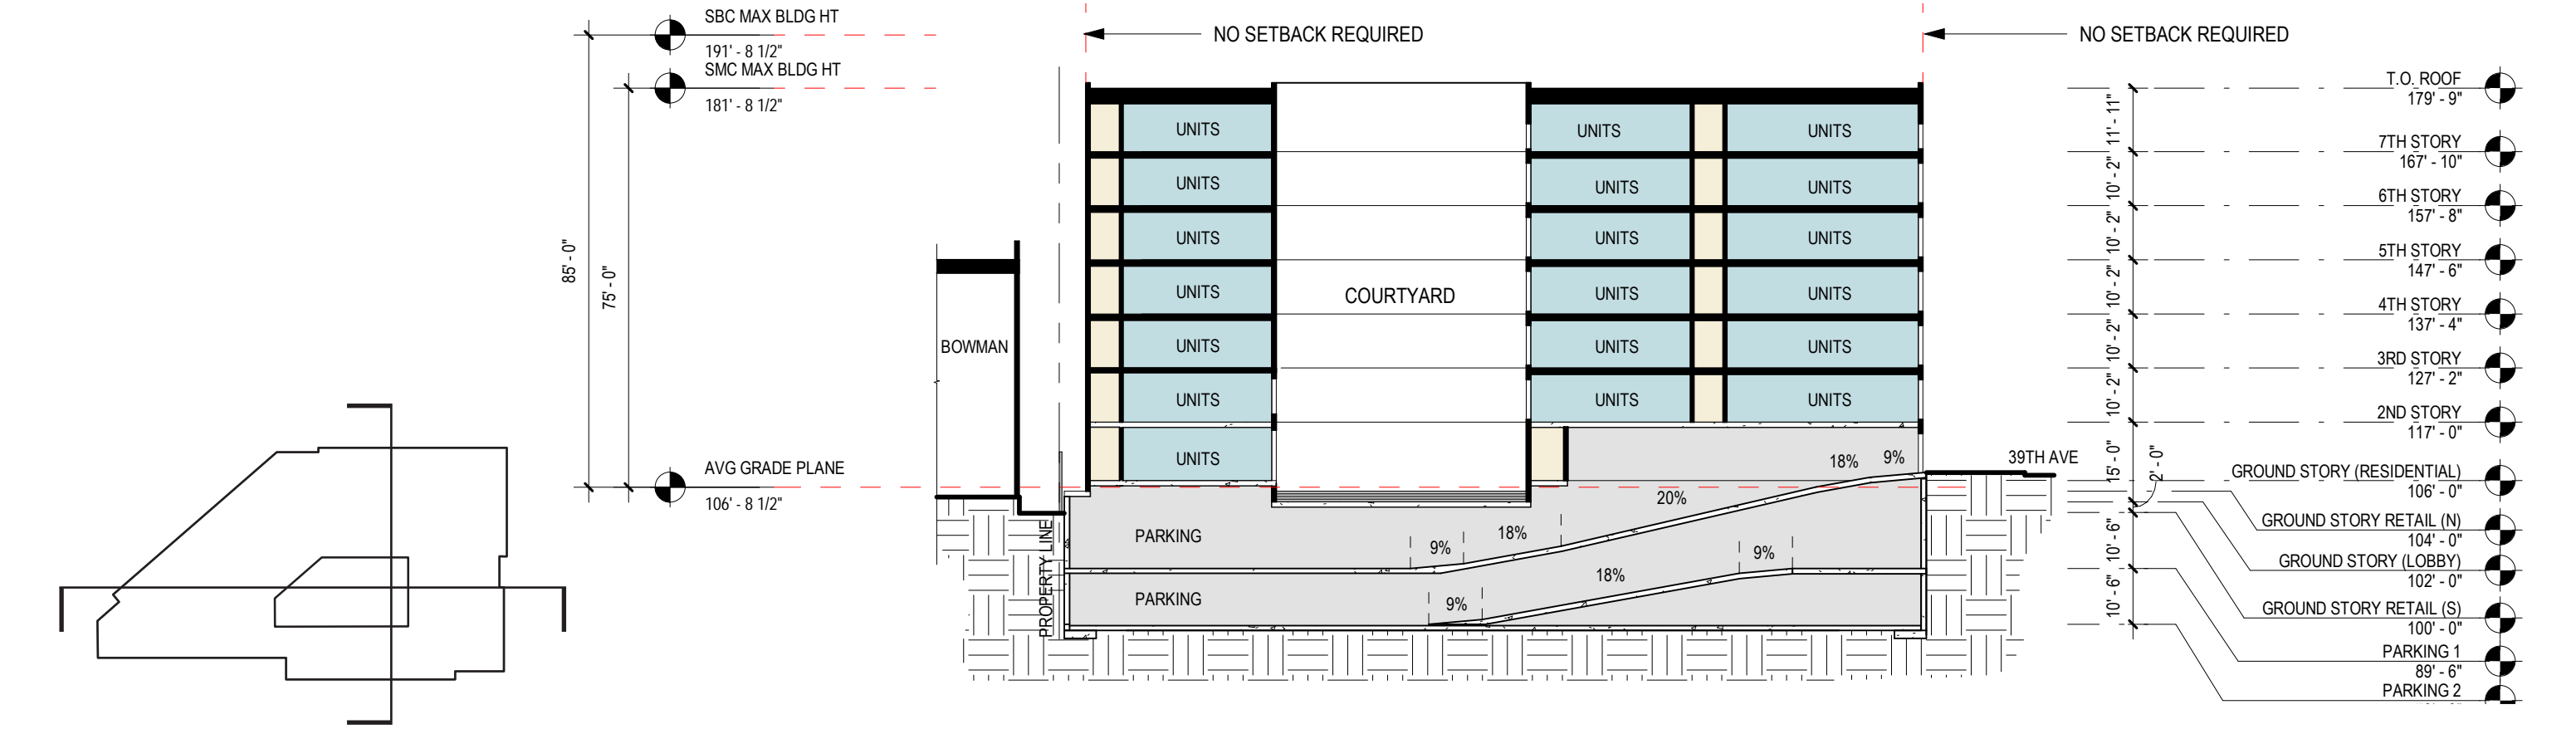 SBC MAX BLDG HT
191' - 8 1/2"
SMC MAX BLDG HT
181' - 8 1/2"
85' - 0"
75' - 0"
AVG GRADE PLANE
106' - 8 1/2"
NO SETBACK REQUIRED
NO SETBACK REQUIRED
BOWMAN
PROPERTY LINE
UNITS
UNITS
UNITS
UNITS
UNITS
UNITS
UNITS
COURTYARD
UNITS
UNITS
UNITS
UNITS
UNITS
UNITS
UNITS
UNITS
UNITS
UNITS
UNITS
UNITS
18%
9%
20%
18%
9%
PARKING
9%
18%
9%
PARKING
39TH AVE
11' - 11"
10' - 2"
10' - 2"
10' - 2"
10' - 2"
10' - 2"
10' - 2"
15' - 0"
2' - 0"
10' - 6"
10' - 6"
T.O. ROOF
179' - 9"
7TH STORY
167' - 10"
6TH STORY
157' - 8"
5TH STORY
147' - 6"
4TH STORY
137' - 4"
3RD STORY
127' - 2"
2ND STORY
117' - 0"
GROUND STORY (RESIDENTIAL)
106' - 0"
GROUND STORY RETAIL (N)
104' - 0"
GROUND STORY (LOBBY)
102' - 0"
GROUND STORY RETAIL (S)
100' - 0"
PARKING 1
89' - 6"
PARKING 2